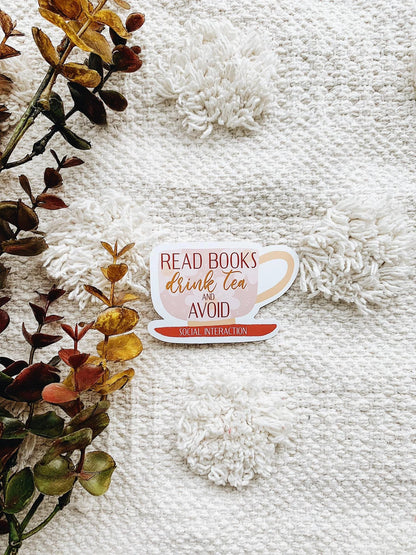 READ BOOKS
drink tea
AND
AVOID
SOCIAL INTERACTION